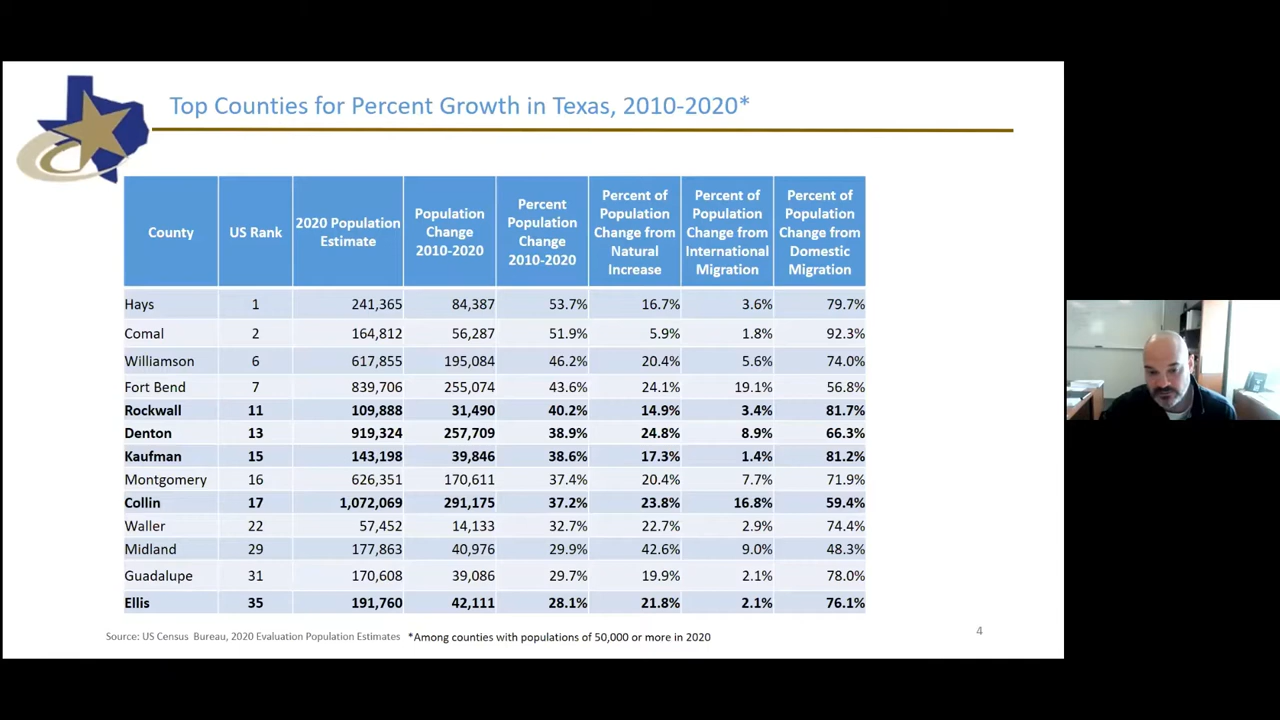 Top Counties for Percent Growth in Texas, 2010-2020*
County US Rank 2020 Population Estimate Population Change 2010-2020 Percent Population Change 2010-2020 Percent of Population Change from Natural Increase Percent of Population Change from International Migration Percent of Population Change from Domestic Migration
Hays 1 241,365 84,387 53.7% 16.7% 3.6% 79.7%
Comal 2 164,812 56,287 51.9% 5.9% 1.8% 92.3%
Williamson 6 617,855 195,084 46.2% 20.4% 5.6% 74.0%
Fort Bend 7 839,706 255,074 43.6% 24.1% 19.1% 56.8%
Rockwall 11 109,888 31,490 40.2% 14.9% 3.4% 81.7%
Denton 13 919,324 257,709 38.9% 24.8% 8.9% 66.3%
Kaufman 15 143,198 39,846 38.6% 17.3% 1.4% 81.2%
Montgomery 16 626,351 170,611 37.4% 20.4% 7.7% 71.9%
Collin 17 1,072,069 291,175 37.2% 23.8% 16.8% 59.4%
Waller 22 57,452 14,133 32.7% 22.7% 2.9% 74.4%
Midland 29 177,863 40,976 29.9% 42.6% 9.0% 48.3%
Guadalupe 31 170,608 39,086 29.7% 19.9% 2.1% 78.0%
Ellis 35 191,760 42,111 28.1% 21.8% 2.1% 76.1%
Source: US Census Bureau, 2020 Evaluation Population Estimates *Among counties with populations of 50,000 or more in 2020
4